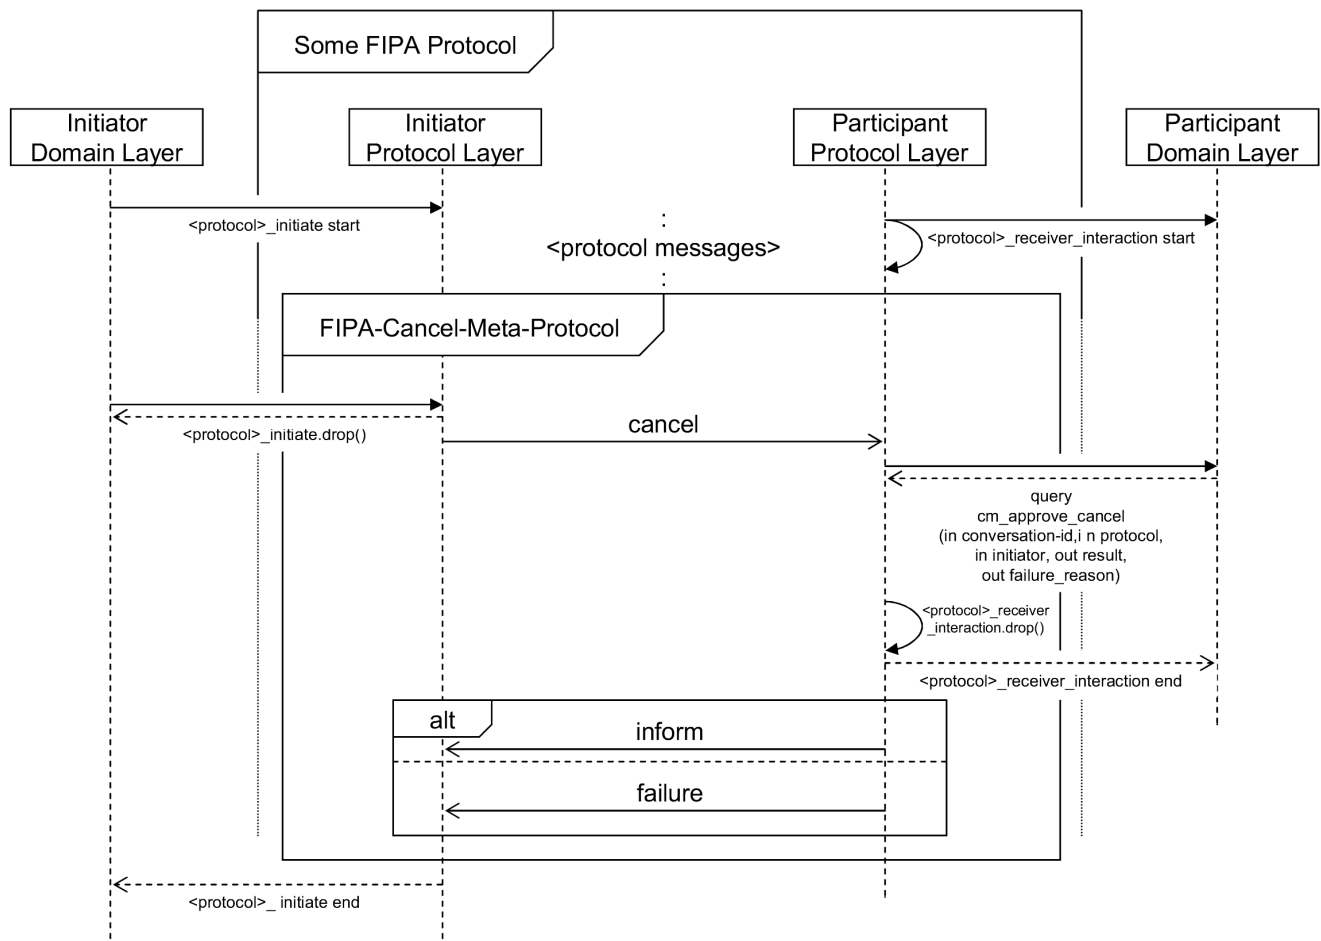 Some FIPA Protocol
Initiator
Domain Layer
Initiator
Protocol Layer
Participant
Protocol Layer
Participant
Domain Layer
<protocol>_initiate start
:
<protocol messages>
:
<protocol>_receiver_interaction start
FIPA-Cancel-Meta-Protocol
<protocol>_initiate.drop()
cancel
query
cm_approve_cancel
(in conversation-id,i n protocol,
in initiator, out result,
out failure_reason)
<protocol>_receiver
_interaction.drop()
<protocol>_receiver_interaction end
alt
inform
failure
<protocol>_ initiate end